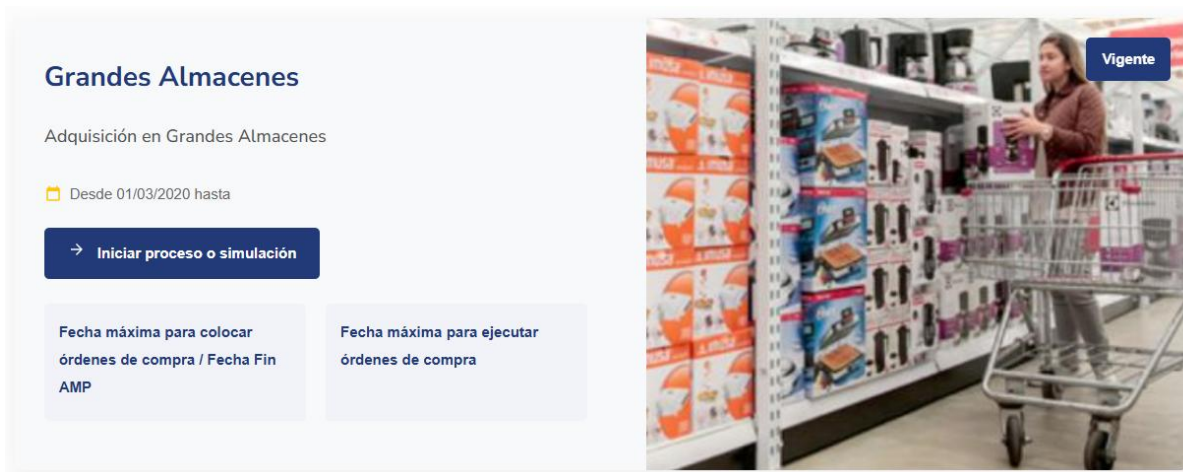 Grandes Almacenes
Vigente
Adquisición en Grandes Almacenes
Desde 01/03/2020 hasta
Iniciar proceso o simulación
Fecha máxima para colocar
órdenes de compra / Fecha Fin
AMP
Fecha máxima para ejecutar
órdenes de compra
imusa